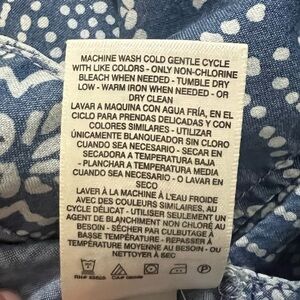 MACHINE WASH COLD GENTLE CYCLE
WITH LIKE COLORS - ONLY NON-CHLORINE
BLEACH WHEN NEEDED - TUMBLE DRY
LOW - WARM IRON WHEN NEEDED - OR
DRY CLEAN
LAVAR A MAQUINA CON AGUA FRÍA, EN EL
CICLO PARA PRENDAS DELICADAS Y CON
COLORES SIMILARES - UTILIZAR
ÚNICAMENTE BLANQUEADOR SIN CLORO
CUANDO SEA NECESARIO - SECAR EN
SECADORA A TEMPERATURA BAJA
- PLANCHAR A TEMPERATURA MEDIA
CUANDO SEA NECESARIO - O LAVAR EN
SECO
LAVER À LA MACHINE À L'EAU FROIDE
AVEC DES COULEURS SIMILAIRES, AU
CYCLE DÉLICAT - UTILISER SEULEMENT UN
AGENT DE BLANCHIMENT NON CHLORÉ AU
BESOIN - SÉCHER PAR CULBUTAGE À
BASSE TEMPÉRATURE - REPASSER À
TEMPÉRATURE MOYENNE AU BESOIN - OU
NETTOYER À SEC
RN#
CA#